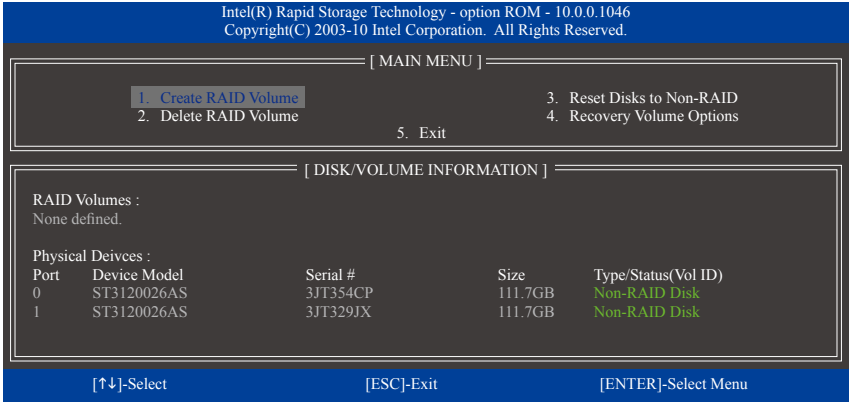 Intel(R) Rapid Storage Technology - option ROM - 10.0.0.1046
Copyright(C) 2003-10 Intel Corporation.  All Rights Reserved.
[ MAIN MENU ]
1. Create RAID Volume 3. Reset Disks to Non-RAID
2. Delete RAID Volume 4. Recovery Volume Options
5. Exit
[ DISK/VOLUME INFORMATION ]
RAID Volumes :
None defined.
Physical Deivces :
Port Device Model Serial # Size Type/Status(Vol ID)
0 ST3120026AS 3JT354CP 111.7GB Non-RAID Disk
1 ST3120026AS 3JT329JX 111.7GB Non-RAID Disk
[↑↓]-Select [ESC]-Exit [ENTER]-Select Menu